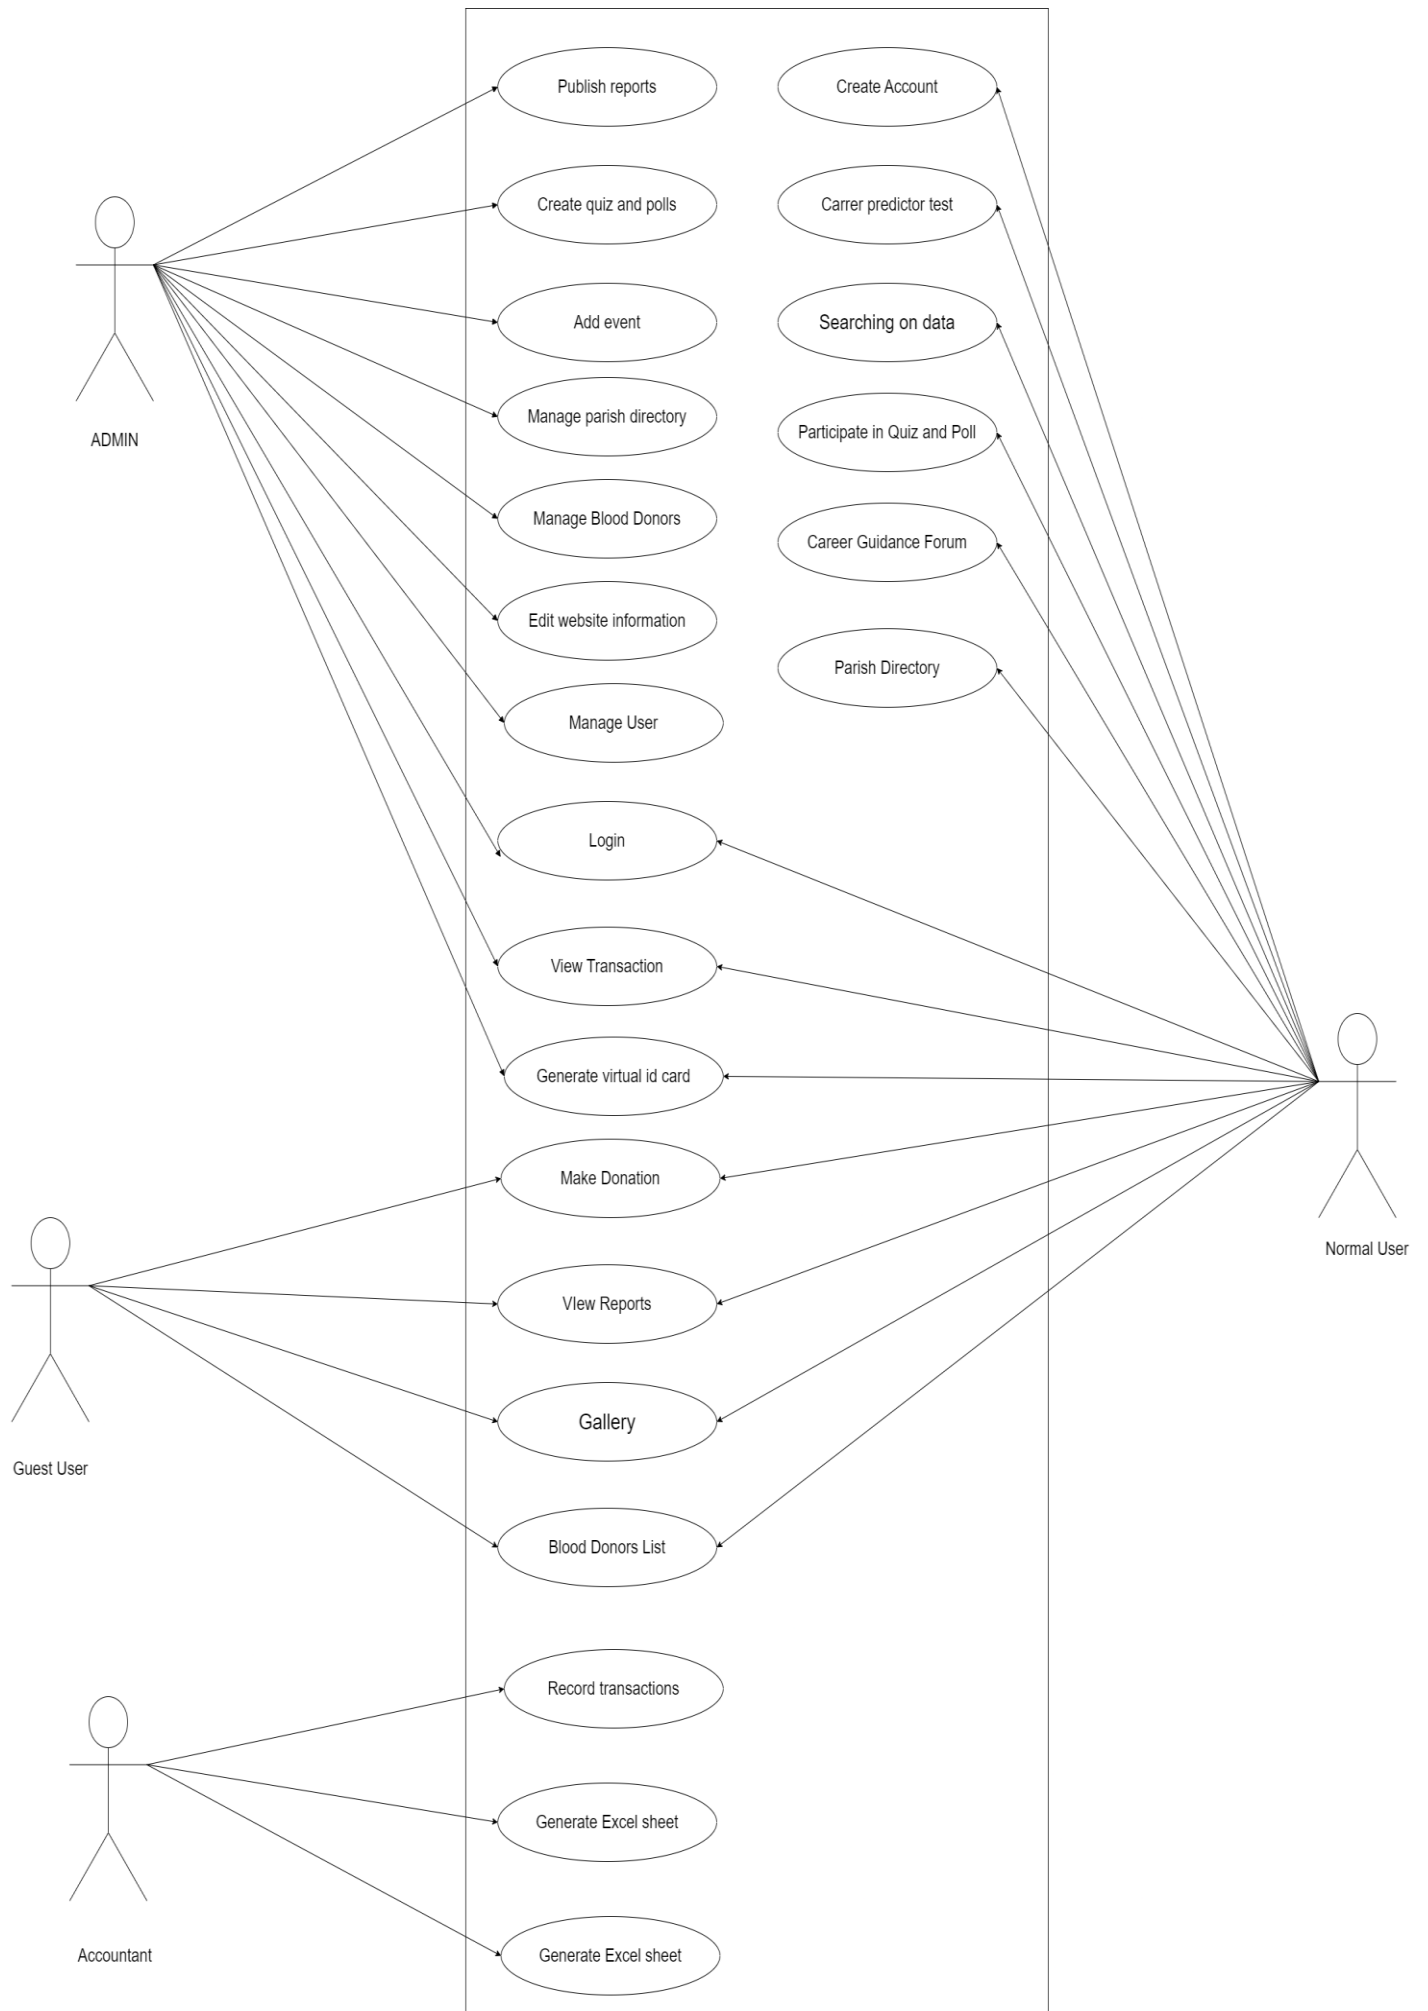 Publish reports
Create Account
Create quiz and polls
Carrer predictor test
Add event
Searching on data
Manage parish directory
Participate in Quiz and Poll
ADMIN
Manage Blood Donors
Career Guidance Forum
Edit website information
Parish Directory
Manage User
Login
View Transaction
Generate virtual id card
Make Donation
Normal User
VIew Reports
Gallery
Guest User
Blood Donors List
Record transactions
Generate Excel sheet
Accountant
Generate Excel sheet